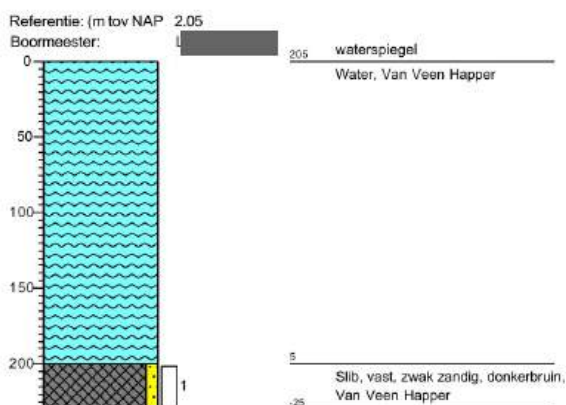 Referentie: (m tov NAP 2.05
Boormeester:
205 waterspiegel
0
Water, Van Veen Happer
50
100
150
200
5
Slib, vast, zwak zandig, donkerbruin,
1
Van Veen Happer
-25